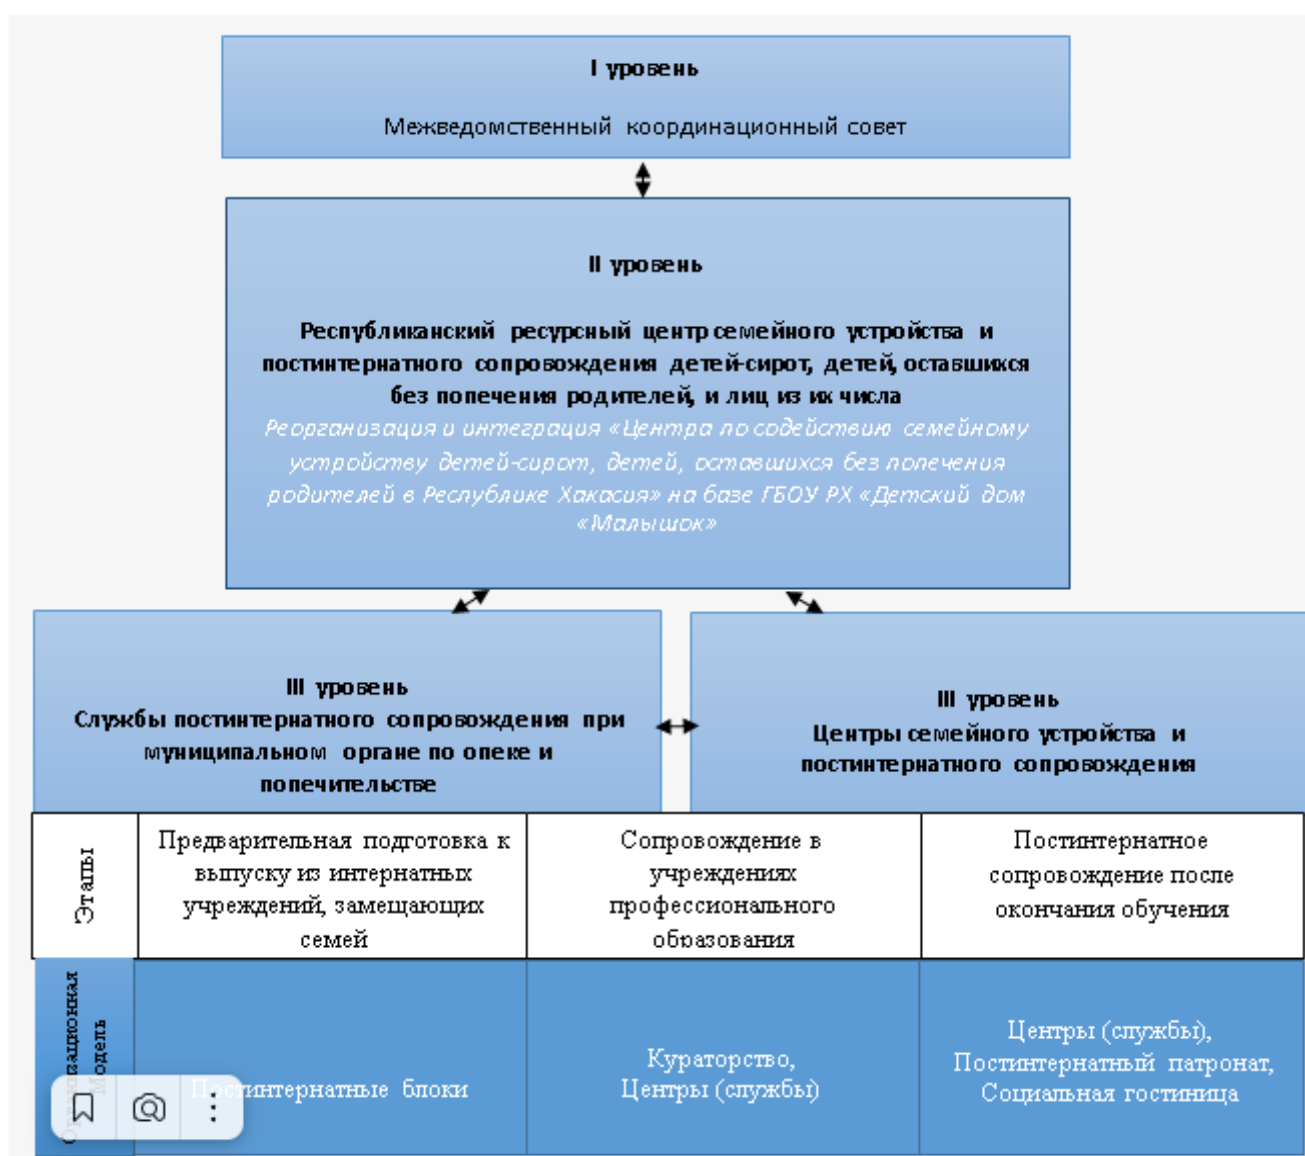 I уровень
Межведомственный координационный совет
II уровень
Республиканский ресурсный центр семейного устройства и
постинтернатного сопровождения детей-сирот, детей, оставшихся
без попечения родителей, и лиц из их числа
Реорганизация и интеграция «Центра по содействию семейному
устройству детей-сирот, детей, оставшихся без попечения
родителей в Республике Хакасия» на базе ГБОУ РХ «Детский дом
«Малышок»
III уровень
Службы постинтернатного сопровождения при
муниципальном органе по опеке и
попечительстве
III уровень
Центры семейного устройства и
постинтернатного сопровождения
Этапы
Предварительная подготовка к
выпуску из интернатных
учреждений, замещающих
семей
Сопровождение в
учреждениях
профессионального
образования
Постинтернатное
сопровождение после
окончания обучения
Организационная
Модель
Постинтернатные блоки
Кураторство,
Центры (службы)
Центры (службы),
Постинтернатный патронат,
Социальная гостиница